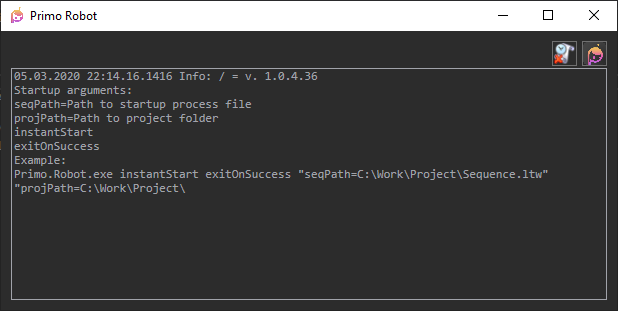 Primo Robot
05.03.2020 22:14.16.1416 Info: / = v. 1.0.4.36
Startup arguments:
seqPath=Path to startup process file
projPath=Path to project folder
instantStart
exitOnSuccess
Example:
Primo.Robot.exe instantStart exitOnSuccess "seqPath=C:\Work\Project\Sequence.ltw"
"projPath=C:\Work\Project\